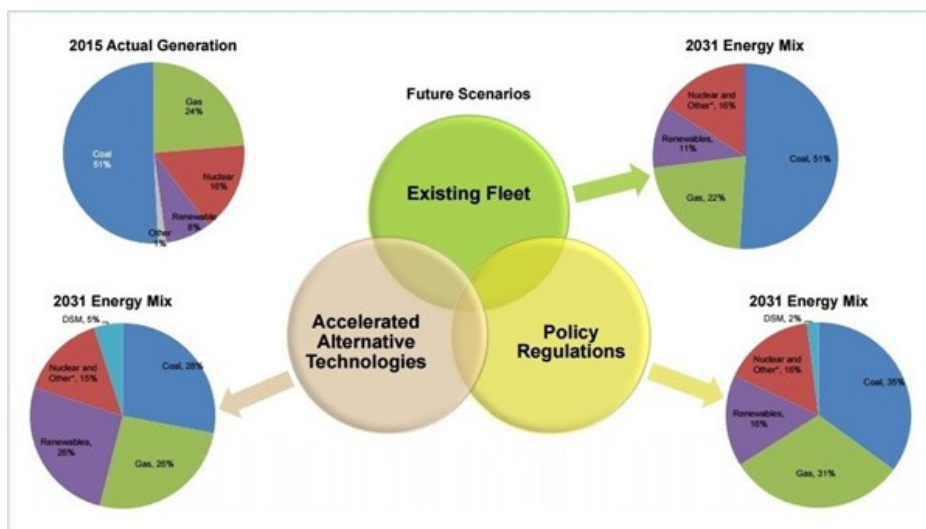 2015 Actual Generation
Gas
24%
Nuclear
16%
Renewable
8%
Other
1%
Coal
51%
Future Scenarios
Existing Fleet
Accelerated
Alternative
Technologies
Policy
Regulations
2031 Energy Mix
Nuclear and
Other*, 16%
Renewables,
11%
Gas, 22%
Coal, 51%
2031 Energy Mix
DSM, 5%
Coal, 28%
Nuclear and
Other*, 15%
Renewables,
26%
Gas, 26%
2031 Energy Mix
DSM, 2%
Coal, 35%
Nuclear and
Other*, 16%
Renewables,
16%
Gas, 31%